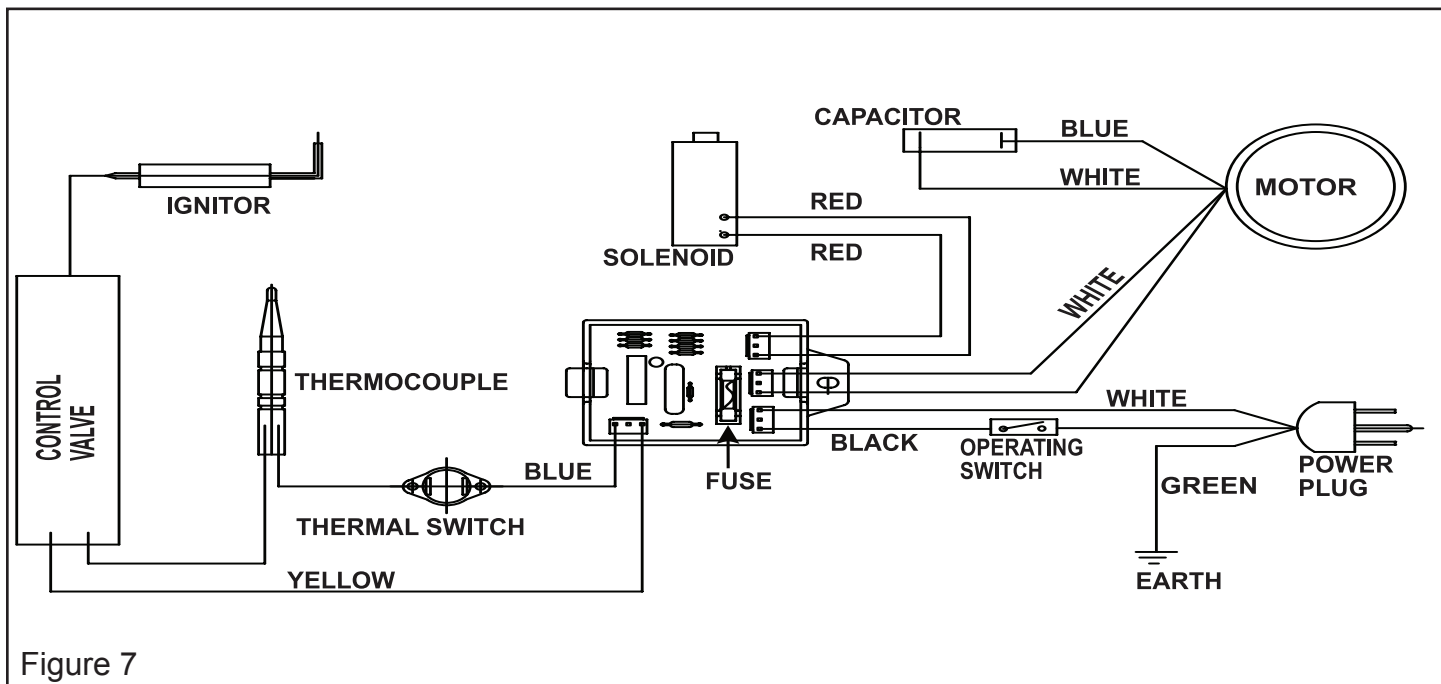 CAPACITOR
BLUE
WHITE
MOTOR
IGNITOR
RED
SOLENOID
RED
WHITE
THERMOCOUPLE
CONTROL
VALVE
WHITE
BLACK
OPERATING
SWITCH
POWER
PLUG
BLUE
FUSE
GREEN
THERMAL SWITCH
YELLOW
EARTH
Figure 7